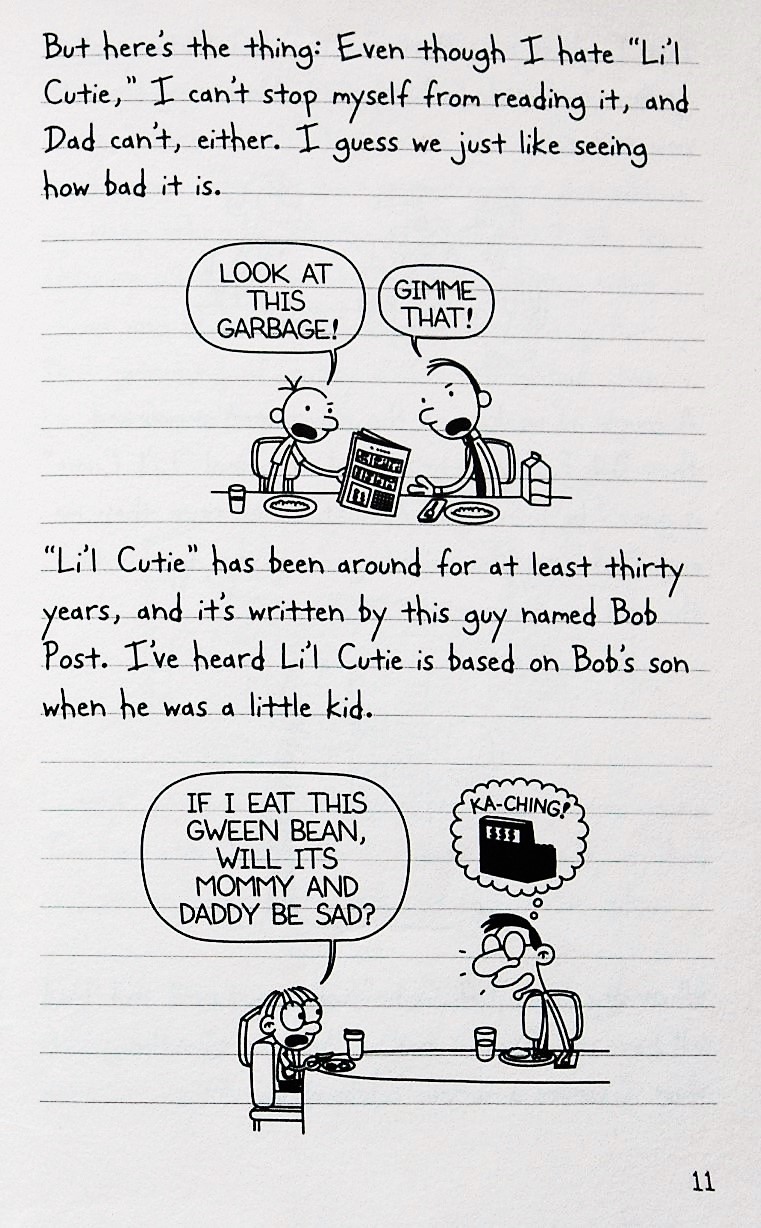 But here's the thing: Even though I hate "Li'l
Cutie," I can't stop myself from reading it, and
Dad can't, either. I guess we just like seeing
how bad it is.
LOOK AT
THIS
GARBAGE!
GIMME
THAT!
"Li'l Cutie" has been around for at least thirty
years, and it's written by this guy named Bob
Post. I've heard Li'l Cutie is based on Bob's son
when he was a little kid.
IF I EAT THIS
GWEEN BEAN,
WILL ITS
MOMMY AND
DADDY BE SAD?
KA-CHING!
$$$$
11